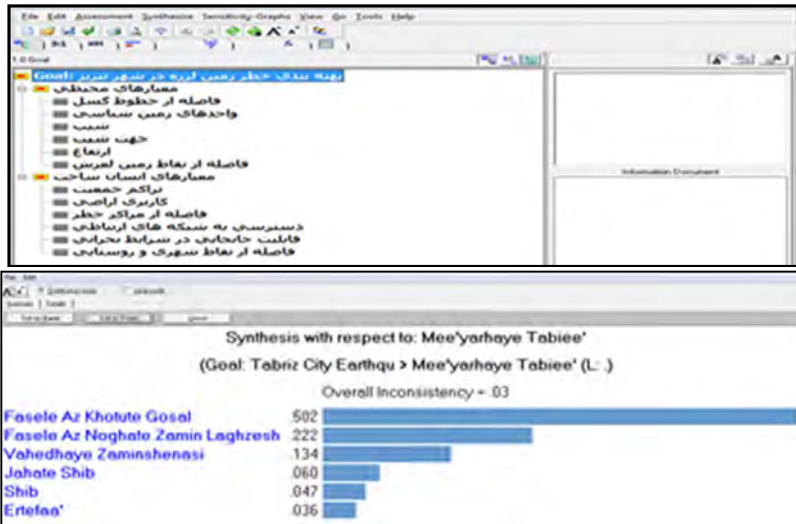 File Edit Assessment Synthesize Sensitivity-Graphs View Go Tools Help
1.0 Goal
Goal: پهنه بندی خطر زمین لرزه در شهر تبریز
معیارهای محیطی
فاصله از خطوط گسل
واحدهای زمین شناسی
شیب
جهت شیب
ارتفاع
فاصله از نقاط زمین لغزش
معیارهای انسان ساخت
تراکم جمعیت
کاربری اراضی
فاصله از مراکز خطر
دسترسی به شبکه های ارتباطی
قابلیت جابجایی در شرایط بحرانی
فاصله از نقاط شهری و روستایی
Information Document
File Edit
Synthesis with respect to: Mee'yarhaye Tabiee'
(Goal: Tabriz City Earthqu > Mee'yarhaye Tabiee' (L: .)
Overall Inconsistency = .03
Fasele Az Khotute Gosal .502
Fasele Az Noghate Zamin Laghzesh .222
Vahedhaye Zaminshenasi .134
Jahate Shib .060
Shib .047
Ertefaa' .036